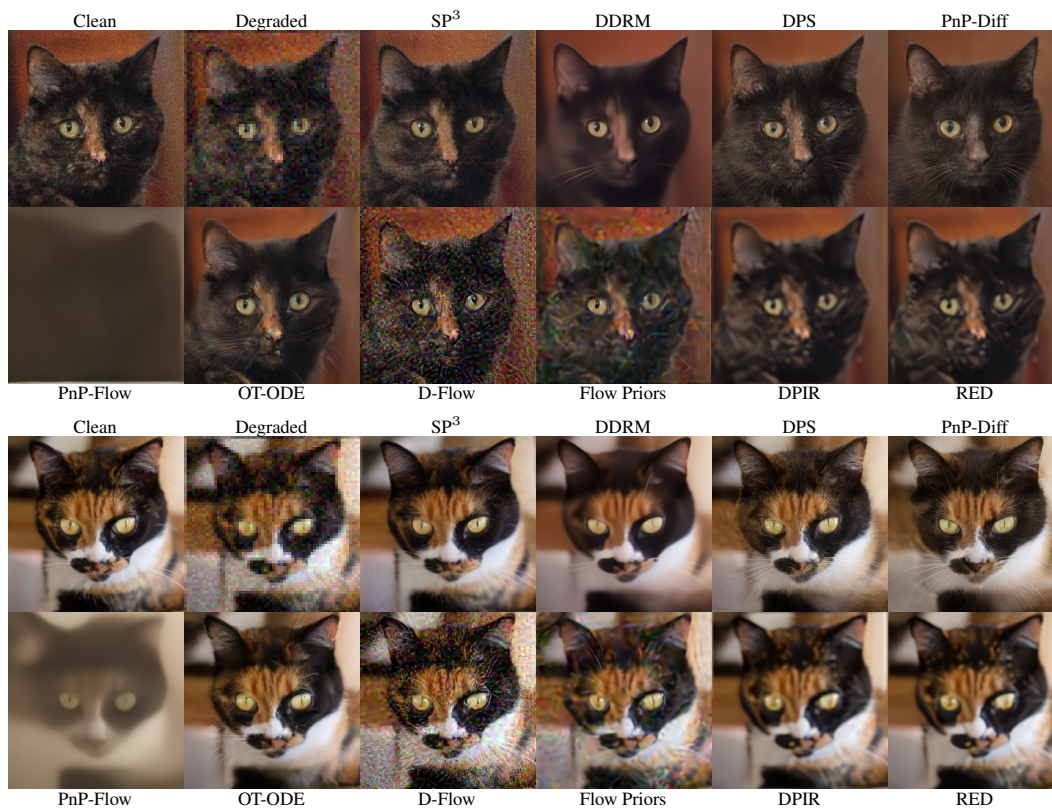 Clean Degraded SP³ DDRM DPS PnP-Diff
PnP-Flow OT-ODE D-Flow Flow Priors DPIR RED
Clean Degraded SP³ DDRM DPS PnP-Diff
PnP-Flow OT-ODE D-Flow Flow Priors DPIR RED